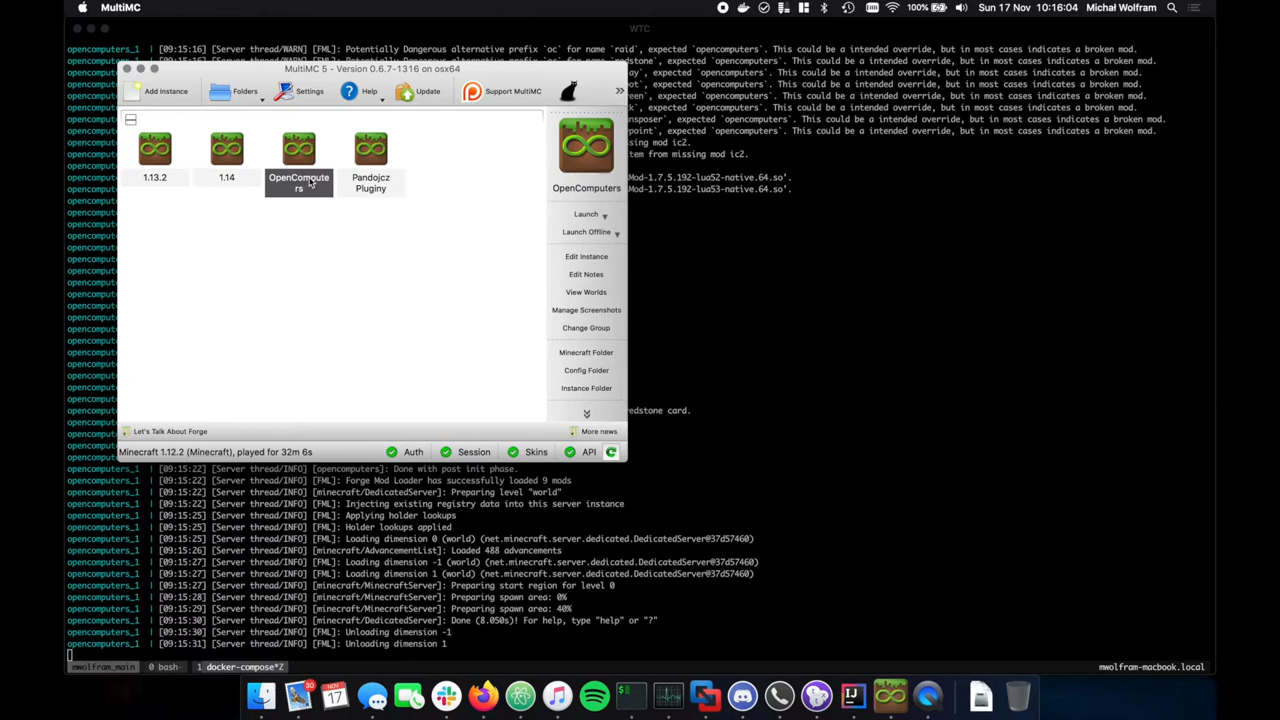 MultiMC
100%
Sun 17 Nov 10:16:04
Michał Wolfram
WTC
opencomputers_1 | [09:15:16] [Server thread/WARN] [FML]: Potentially Dangerous alternative prefix `oc` for name `raid`, expected `opencomputers`. This could be a intended override, but in most cases indicates a broken mod.
expected `opencomputers`. This could be a intended override, but in most cases indicates a broken mod.
expected `opencomputers`. This could be a intended override, but in most cases indicates a broken mod.
expected `opencomputers`. This could be a intended override, but in most cases indicates a broken mod.
expected `opencomputers`. This could be a intended override, but in most cases indicates a broken mod.
expected `opencomputers`. This could be a intended override, but in most cases indicates a broken mod.
expected `opencomputers`. This could be a intended override, but in most cases indicates a broken mod.
expected `opencomputers`. This could be a intended override, but in most cases indicates a broken mod.
is missing mod ic2.
item from missing mod ic2.
Mod-1.7.5.192-lua52-native.64.so'.
Mod-1.7.5.192-native.64.so'.
redstone card.
MultiMC 5 - Version 0.6.7-1316 on osx64
Add Instance
Folders
Settings
Help
Update
Support MultiMC
»
1.13.2
1.14
OpenCompute
rs
Pandojcz
Pluginy
OpenComputers
Launch
Launch Offline
Edit Instance
Edit Notes
View Worlds
Manage Screenshots
Change Group
Minecraft Folder
Config Folder
Instance Folder
Let's Talk About Forge
More news
Minecraft 1.12.2 (Minecraft), played for 32m 6s
Auth
Session
Skins
API
opencomputers_1 | [09:15:22] [Server thread/INFO] [opencomputers]: Done with post init phase.
opencomputers_1 | [09:15:22] [Server thread/INFO] [FML]: Forge Mod Loader has successfully loaded 9 mods
opencomputers_1 | [09:15:22] [Server thread/INFO] [minecraft/DedicatedServer]: Preparing level "world"
opencomputers_1 | [09:15:22] [Server thread/INFO] [FML]: Injecting existing registry data into this server instance
opencomputers_1 | [09:15:25] [Server thread/INFO] [FML]: Applying holder lookups
opencomputers_1 | [09:15:25] [Server thread/INFO] [FML]: Holder lookups applied
opencomputers_1 | [09:15:25] [Server thread/INFO] [FML]: Loading dimension 0 (world) (net.minecraft.server.dedicated.DedicatedServer@37d57460)
opencomputers_1 | [09:15:26] [Server thread/INFO] [minecraft/AdvancementList]: Loaded 488 advancements
opencomputers_1 | [09:15:27] [Server thread/INFO] [FML]: Loading dimension -1 (world) (net.minecraft.server.dedicated.DedicatedServer@37d57460)
opencomputers_1 | [09:15:27] [Server thread/INFO] [FML]: Loading dimension 1 (world) (net.minecraft.server.dedicated.DedicatedServer@37d57460)
opencomputers_1 | [09:15:27] [Server thread/INFO] [minecraft/MinecraftServer]: Preparing start region for level 0
opencomputers_1 | [09:15:28] [Server thread/INFO] [minecraft/MinecraftServer]: Preparing spawn area: 0%
opencomputers_1 | [09:15:29] [Server thread/INFO] [minecraft/MinecraftServer]: Preparing spawn area: 40%
opencomputers_1 | [09:15:30] [Server thread/INFO] [minecraft/DedicatedServer]: Done (8.050s)! For help, type "help" or "?"
opencomputers_1 | [09:15:30] [Server thread/INFO] [FML]: Unloading dimension -1
opencomputers_1 | [09:15:31] [Server thread/INFO] [FML]: Unloading dimension 1
mwolfram_main 0 bash- 1 docker-compose*Z
mwolfram-macbook.local
30
NOV
17